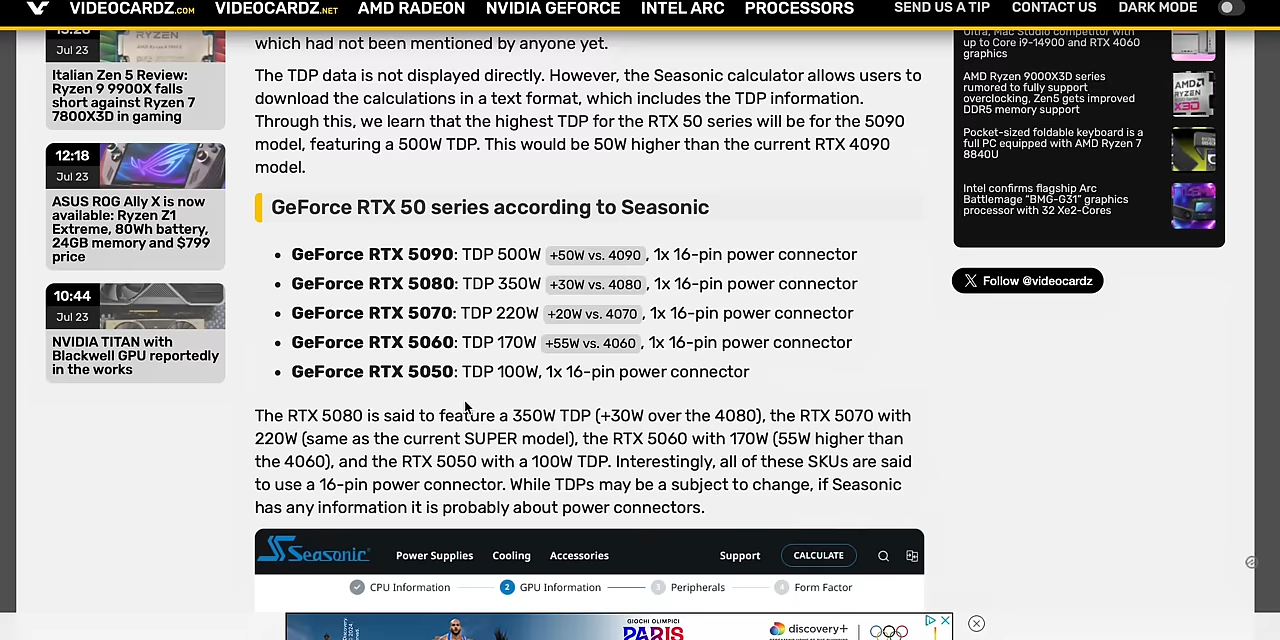 VIDEOCARDZ.COM
VIDEOCARDZ.NET
AMD RADEON
NVIDIA GEFORCE
INTEL ARC
PROCESSORS
SEND US A TIP
CONTACT US
DARK MODE
Jul 23
Italian Zen 5 Review:
Ryzen 9 9900X falls
short against Ryzen 7
7800X3D in gaming
12:18
Jul 23
ASUS ROG Ally X is now
available: Ryzen Z1
Extreme, 80Wh battery,
24GB memory and $799
price
10:44
Jul 23
NVIDIA TITAN with
Blackwell GPU reportedly
in the works
which had not been mentioned by anyone yet.
The TDP data is not displayed directly. However, the Seasonic calculator allows users to
download the calculations in a text format, which includes the TDP information.
Through this, we learn that the highest TDP for the RTX 50 series will be for the 5090
model, featuring a 500W TDP. This would be 50W higher than the current RTX 4090
model.
GeForce RTX 50 series according to Seasonic
• GeForce RTX 5090: TDP 500W +50W vs. 4090, 1x 16-pin power connector
• GeForce RTX 5080: TDP 350W +30W vs. 4080, 1x 16-pin power connector
• GeForce RTX 5070: TDP 220W +20W vs. 4070, 1x 16-pin power connector
• GeForce RTX 5060: TDP 170W +55W vs. 4060, 1x 16-pin power connector
• GeForce RTX 5050: TDP 100W, 1x 16-pin power connector
The RTX 5080 is said to feature a 350W TDP (+30W over the 4080), the RTX 5070 with
220W (same as the current SUPER model), the RTX 5060 with 170W (55W higher than
the 4060), and the RTX 5050 with a 100W TDP. Interestingly, all of these SKUs are said
to use a 16-pin power connector. While TDPs may be a subject to change, if Seasonic
has any information it is probably about power connectors.
Seasonic
Power Supplies
Cooling
Accessories
Support
CALCULATE
CPU Information
2 GPU Information
3 Peripherals
4 Form Factor
GIOCHI OLIMPICI
PARIS
discovery+
Ultra, Mac Studio competitor with
up to Core i9-14900 and RTX 4060
graphics
AMD Ryzen 9000X3D series
rumored to fully support
overclocking, Zen5 gets improved
DDR5 memory support
AMD
RYZEN
X3D
Pocket-sized foldable keyboard is a
full PC equipped with AMD Ryzen 7
8840U
Intel confirms flagship Arc
Battlemage "BMG-G31" graphics
processor with 32 Xe2-Cores
Follow @videocardz